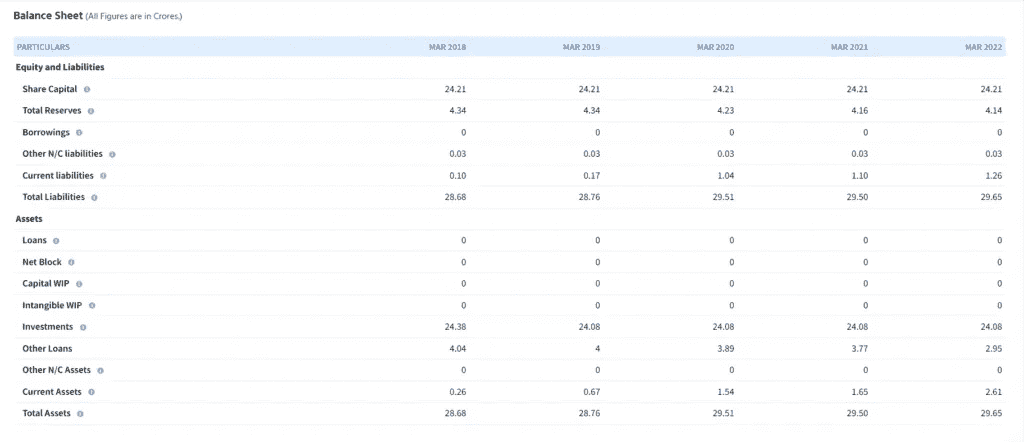 Balance Sheet (All Figures are in Crores.)
PARTICULARS MAR 2018 MAR 2019 MAR 2020 MAR 2021 MAR 2022
Equity and Liabilities
Share Capital 24.21 24.21 24.21 24.21 24.21
Total Reserves 4.34 4.34 4.23 4.16 4.14
Borrowings 0 0 0 0 0
Other N/C liabilities 0.03 0.03 0.03 0.03 0.03
Current liabilities 0.10 0.17 1.04 1.10 1.26
Total Liabilities 28.68 28.76 29.51 29.50 29.65
Assets
Loans 0 0 0 0 0
Net Block 0 0 0 0 0
Capital WIP 0 0 0 0 0
Intangible WIP 0 0 0 0 0
Investments 24.38 24.08 24.08 24.08 24.08
Other Loans 4.04 4 3.89 3.77 2.95
Other N/C Assets 0 0 0 0 0
Current Assets 0.26 0.67 1.54 1.65 2.61
Total Assets 28.68 28.76 29.51 29.50 29.65